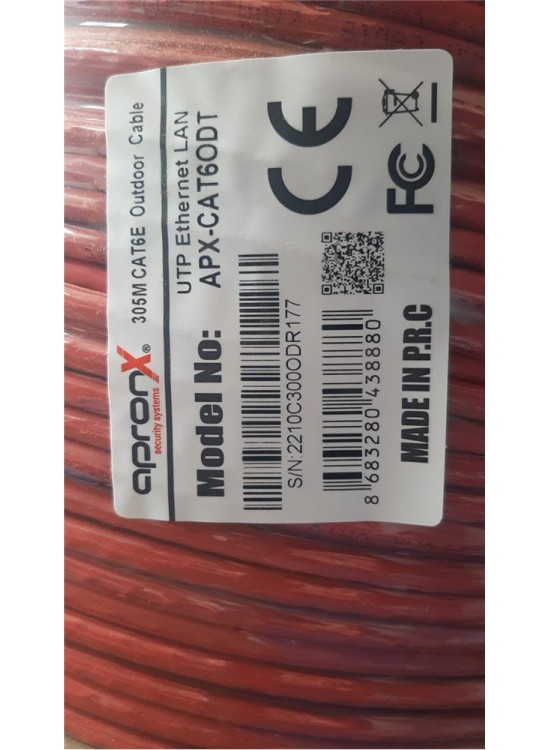 apronX®
security systems
305M CAT6E Outdoor Cable
UTP Ethernet LAN
Model No: APX-CAT6ODT
S/N:2210C300ODR177
8 683280 438880
CE
FC
MADE IN P.R.C